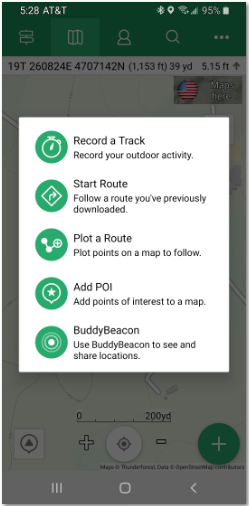 5:28 AT&T 95%
19T 260824E 4707142N (1,153 ft) 39 yd 5.15 ft
Maps
here
Record a Track
Record your outdoor activity.
Start Route
Follow a route you've previously
downloaded.
Plot a Route
Plot points on a map to follow.
Add POI
Add points of interest to a map.
BuddyBeacon
Use BuddyBeacon to see and
share locations.
0 200yd
Maps © Thunderforest, Data © OpenStreetMap contributors